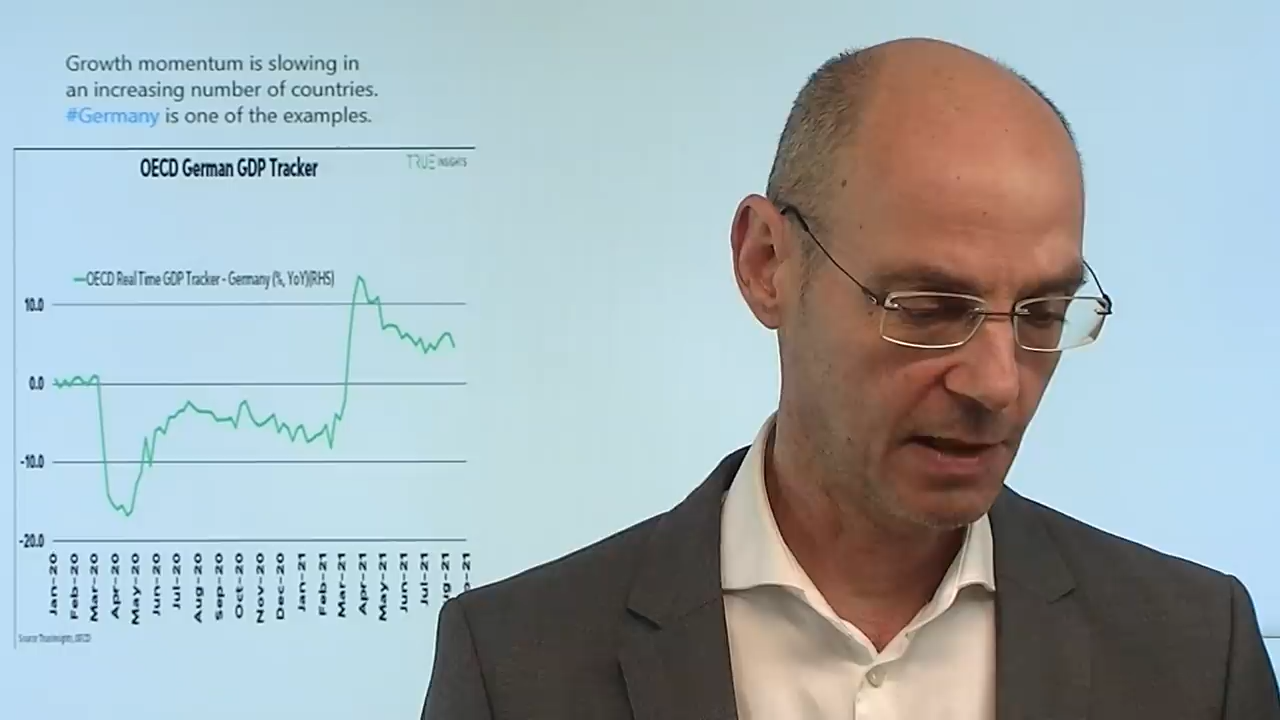 Growth momentum is slowing in
an increasing number of countries.
#Germany is one of the examples.
OECD German GDP Tracker
TRUE INSIGHTS
OECD Real Time GDP Tracker - Germany (%, YoY)(RHS)
10.0
0.0
-10.0
-20.0
Jan-20
Feb-20
Mar-20
Apr-20
May-20
Jun-20
Jul-20
Aug-20
Sep-20
Oct-20
Nov-20
Dec-20
Jan-21
Feb-21
Mar-21
Apr-21
May-21
Jun-21
Jul-21
ug-21
-21
Source: TrueInsights, OECD